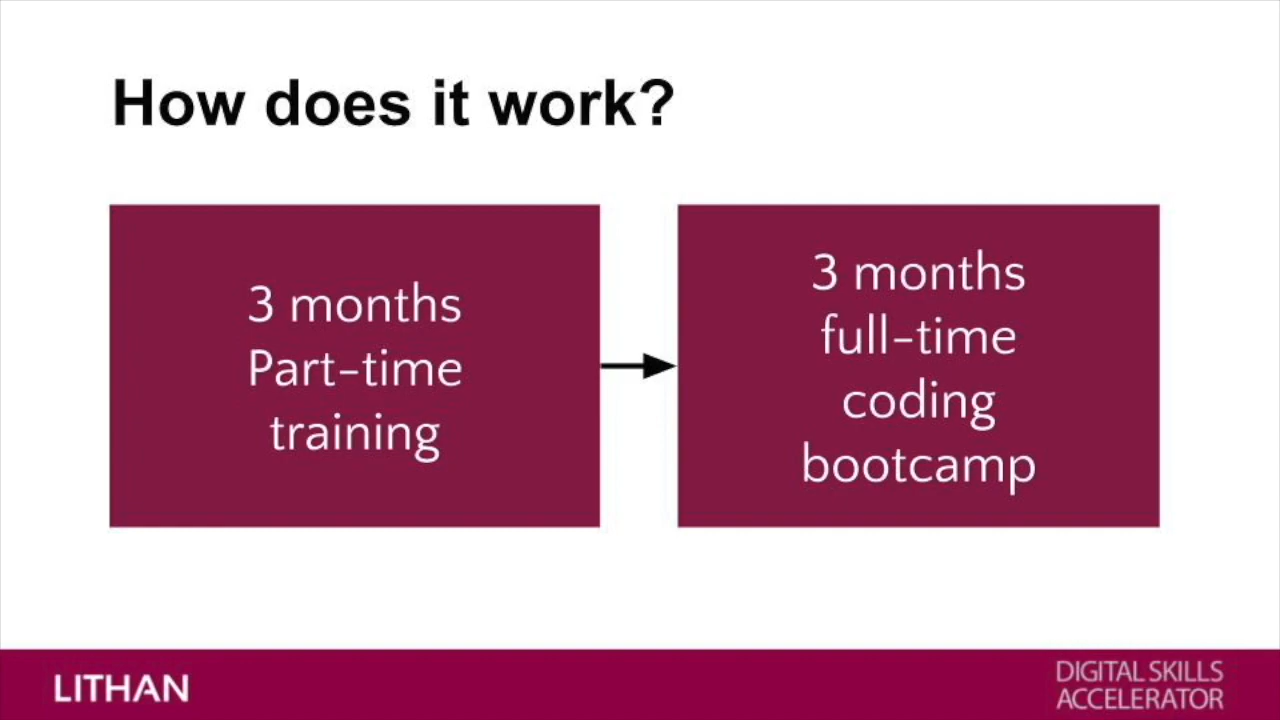 How does it work?
3 months
Part-time
training
3 months
full-time
coding
bootcamp
LITHAN
DIGITAL SKILLS
ACCELERATOR